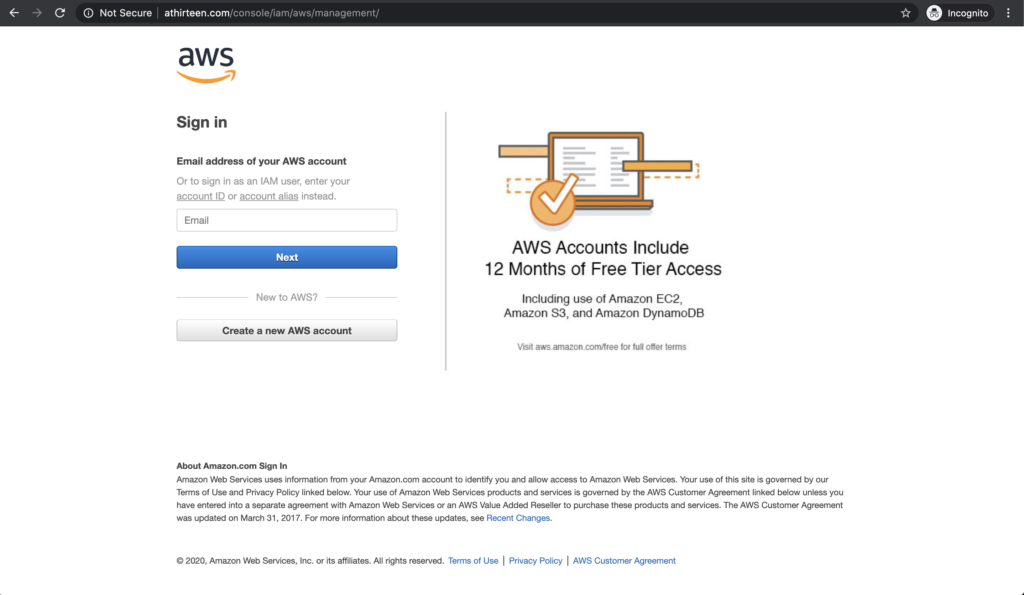 Not Secure | athirteen.com/console/iam/aws/management/ Incognito
aws
Sign in
Email address of your AWS account
Or to sign in as an IAM user, enter your
account ID or account alias instead.
Email
Next
New to AWS?
Create a new AWS account
AWS Accounts Include
12 Months of Free Tier Access
Including use of Amazon EC2,
Amazon S3, and Amazon DynamoDB
Visit aws.amazon.com/free for full offer terms
About Amazon.com Sign In
Amazon Web Services uses information from your Amazon.com account to identify you and allow access to Amazon Web Services. Your use of this site is governed by our
Terms of Use and Privacy Policy linked below. Your use of Amazon Web Services products and services is governed by the AWS Customer Agreement linked below unless you
have entered into a separate agreement with Amazon Web Services or an AWS Value Added Reseller to purchase these products and services. The AWS Customer Agreement
was updated on March 31, 2017. For more information about these updates, see Recent Changes.
© 2020, Amazon Web Services, Inc. or its affiliates. All rights reserved. Terms of Use | Privacy Policy | AWS Customer Agreement